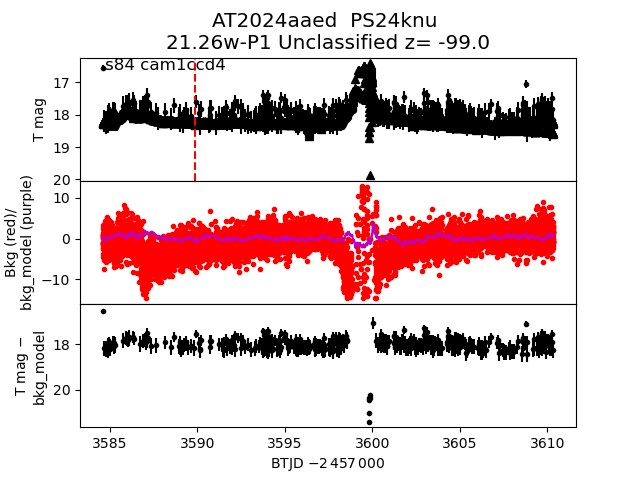 AT2024aaed  PS24knu
21.26w-P1 Unclassified z= -99.0
s84 cam1ccd4
T mag
17
18
19
20
Bkg (red)/
bkg_model (purple)
10
0
−10
T mag −
bkg_model
18
20
3585
3590
3595
3600
3605
3610
BTJD −2 457 000